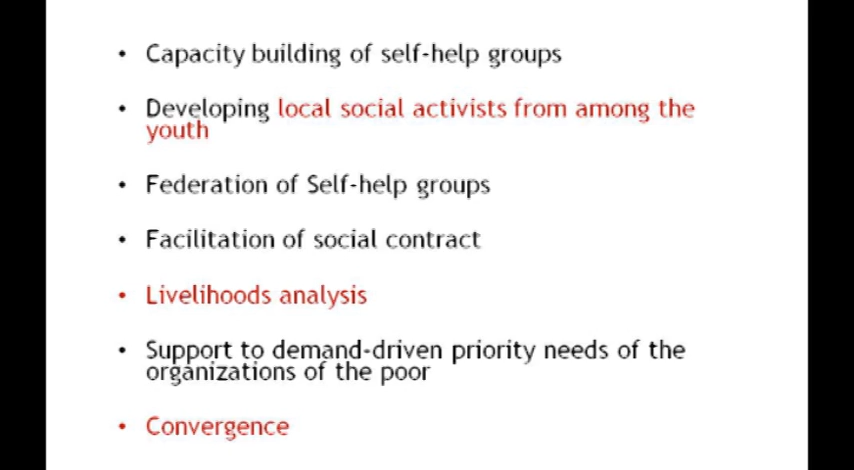 • Capacity building of self-help groups
• Developing local social activists from among the
youth
• Federation of Self-help groups
• Facilitation of social contract
• Livelihoods analysis
• Support to demand-driven priority needs of the
organizations of the poor
• Convergence